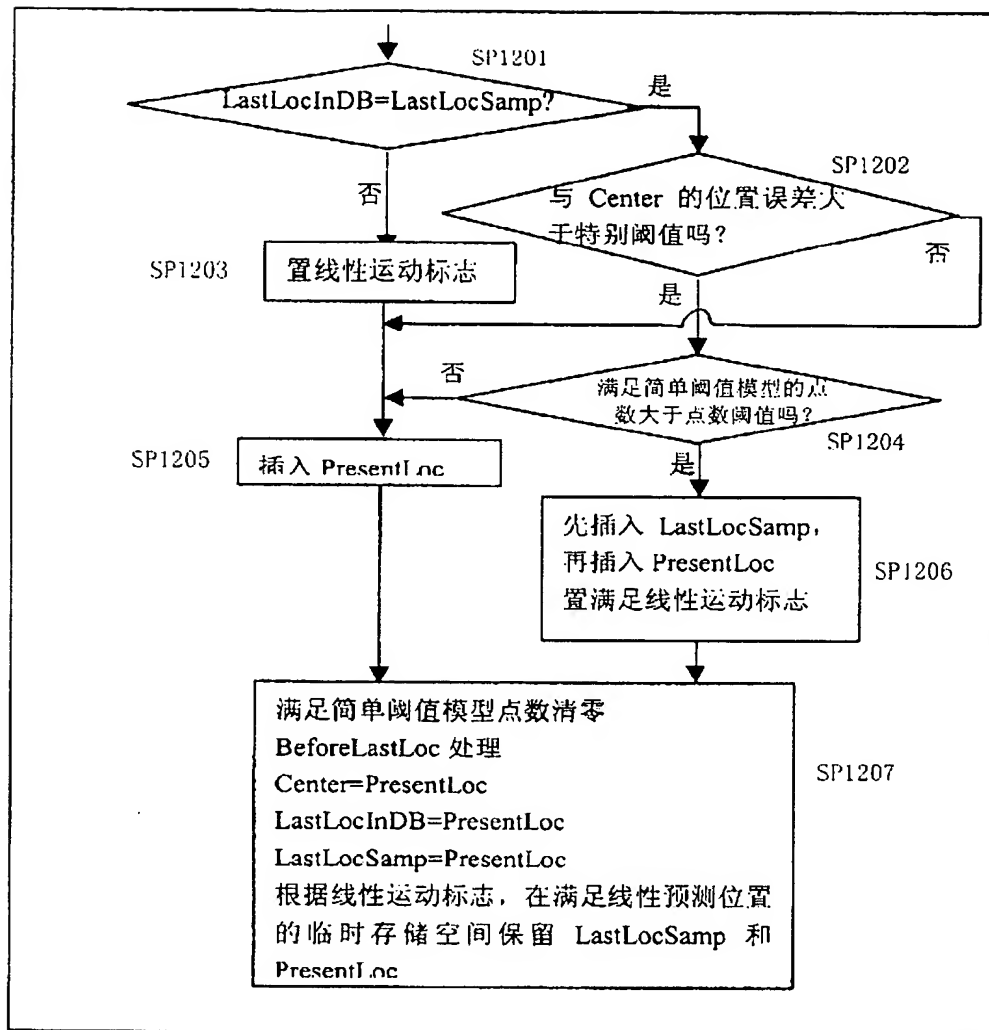 SP1201
LastLocInDB=LastLocSamp?
是
SP1202
否
与 Center 的位置误差大
于特别阈值吗？
否
SP1203
置线性运动标志
是
否
满足简单阈值模型的点
数大于点数阈值吗？
SP1204
SP1205
插入 PresentLoc
是
先插入 LastLocSamp，
再插入 PresentLoc
置满足线性运动标志
SP1206
满足简单阈值模型点数清零
BeforeLastLoc 处理
Center=PresentLoc
LastLocInDB=PresentLoc
LastLocSamp=PresentLoc
根据线性运动标志，在满足线性预测位置
的临时存储空间保留 LastLocSamp 和
PresentLoc
SP1207